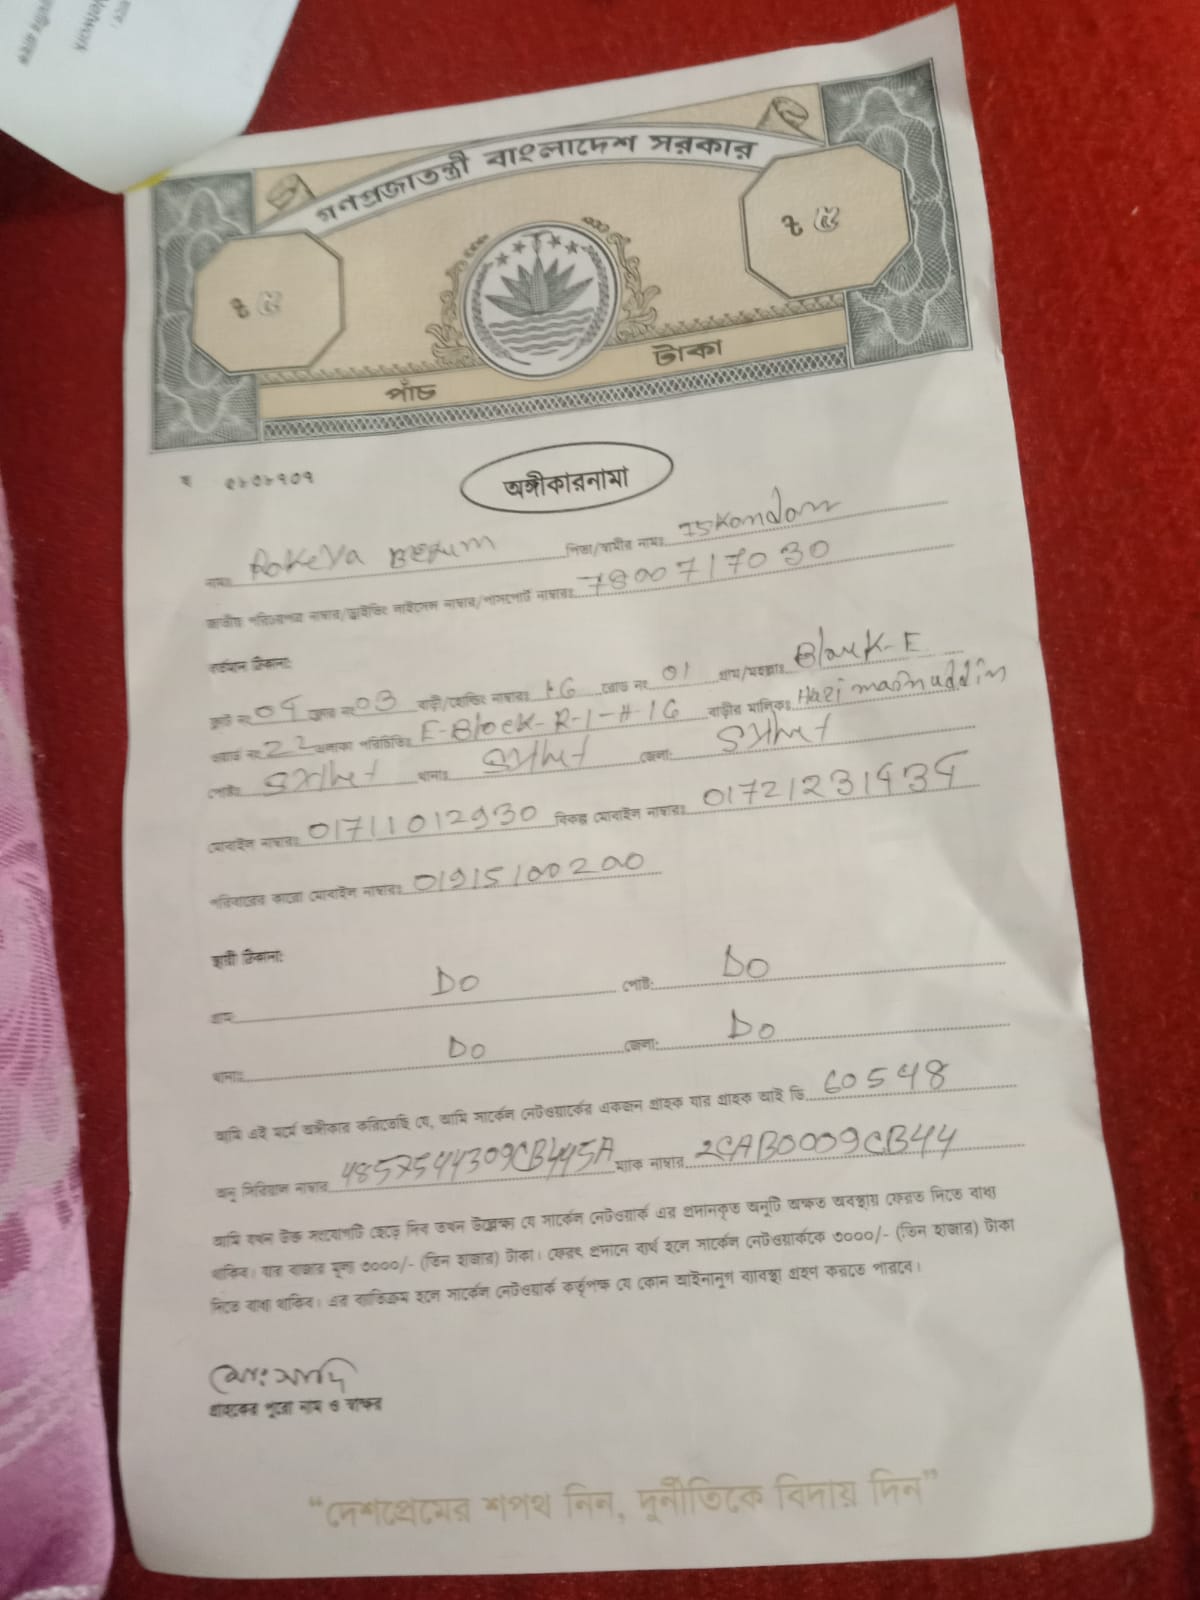 গনপ্রজাতন্ত্রী বাংলাদেশ সরকার
৳ ৫ ৳ ৫
পাঁচ টাকা
অঙ্গীকারনামা
নামঃ Rokeya Begum পিতা/স্বামীর নামঃ Iskondar
জাতীয় পরিচয়পত্র নাম্বার/ড্রাইভিং লাইসেন্স নাম্বার/পাসপোর্ট নাম্বারঃ 7800717030
বর্তমান ঠিকানা:
ফ্লাট নং 04 ফ্লোর নং 03 বাড়ী/হোল্ডিং নাম্বারঃ 16 রোড নং 01 গ্রাম/মহল্লাঃ Block-E
ওয়ার্ড নং 22 এলাকা পরিচিতিঃ E-Block-R-1-H-16 বাড়ীর মালিকঃ Hazi
পোষ্টঃ Sylhet থানাঃ Sylhet জেলা: Sylhet
মোবাইল নাম্বারঃ 01711012930 বিকল্প মোবাইল নাম্বারঃ 01721231434
পরিবারের কারো মোবাইল নাম্বারঃ 01915100200
স্থায়ী ঠিকানা:
গ্রাম Do পোষ্ট: Do
থানাঃ Do জেলা: Do
আমি এই মর্মে অঙ্গীকার করিতেছি যে, আমি সার্কেল নেটওয়ার্কের একজন গ্রাহক যার গ্রাহক আই ডি 60548
অনু সিরিয়াল নাম্বার ম্যাক নাম্বার 2CAB0009CB44
আমি যখন উক্ত সংযোগটি ছেড়ে দিব তখন উল্লেক্ষ্য যে সার্কেল নেটওয়ার্ক এর প্রদানকৃত অনুটি অক্ষত অবস্থায় ফেরত দিতে বাধ্য
থাকিব। যার বাজার মূল্য ৩০০০/- (তিন হাজার) টাকা। ফেরৎ প্রদানে ব্যর্থ হলে সার্কেল নেটওয়ার্ককে ৩০০০/- (তিন হাজার) টাকা
দিতে বাধ্য থাকিব। এর ব্যতিক্রম হলে সার্কেল নেটওয়ার্ক কর্তৃপক্ষ যে কোন আইনানুগ ব্যাবস্থা গ্রহণ করতে পারবে।
গ্রাহকের পুরো নাম ও স্বাক্ষর
“দেশপ্রেমের শপথ নিন, দুর্নীতিকে বিদায় দিন”